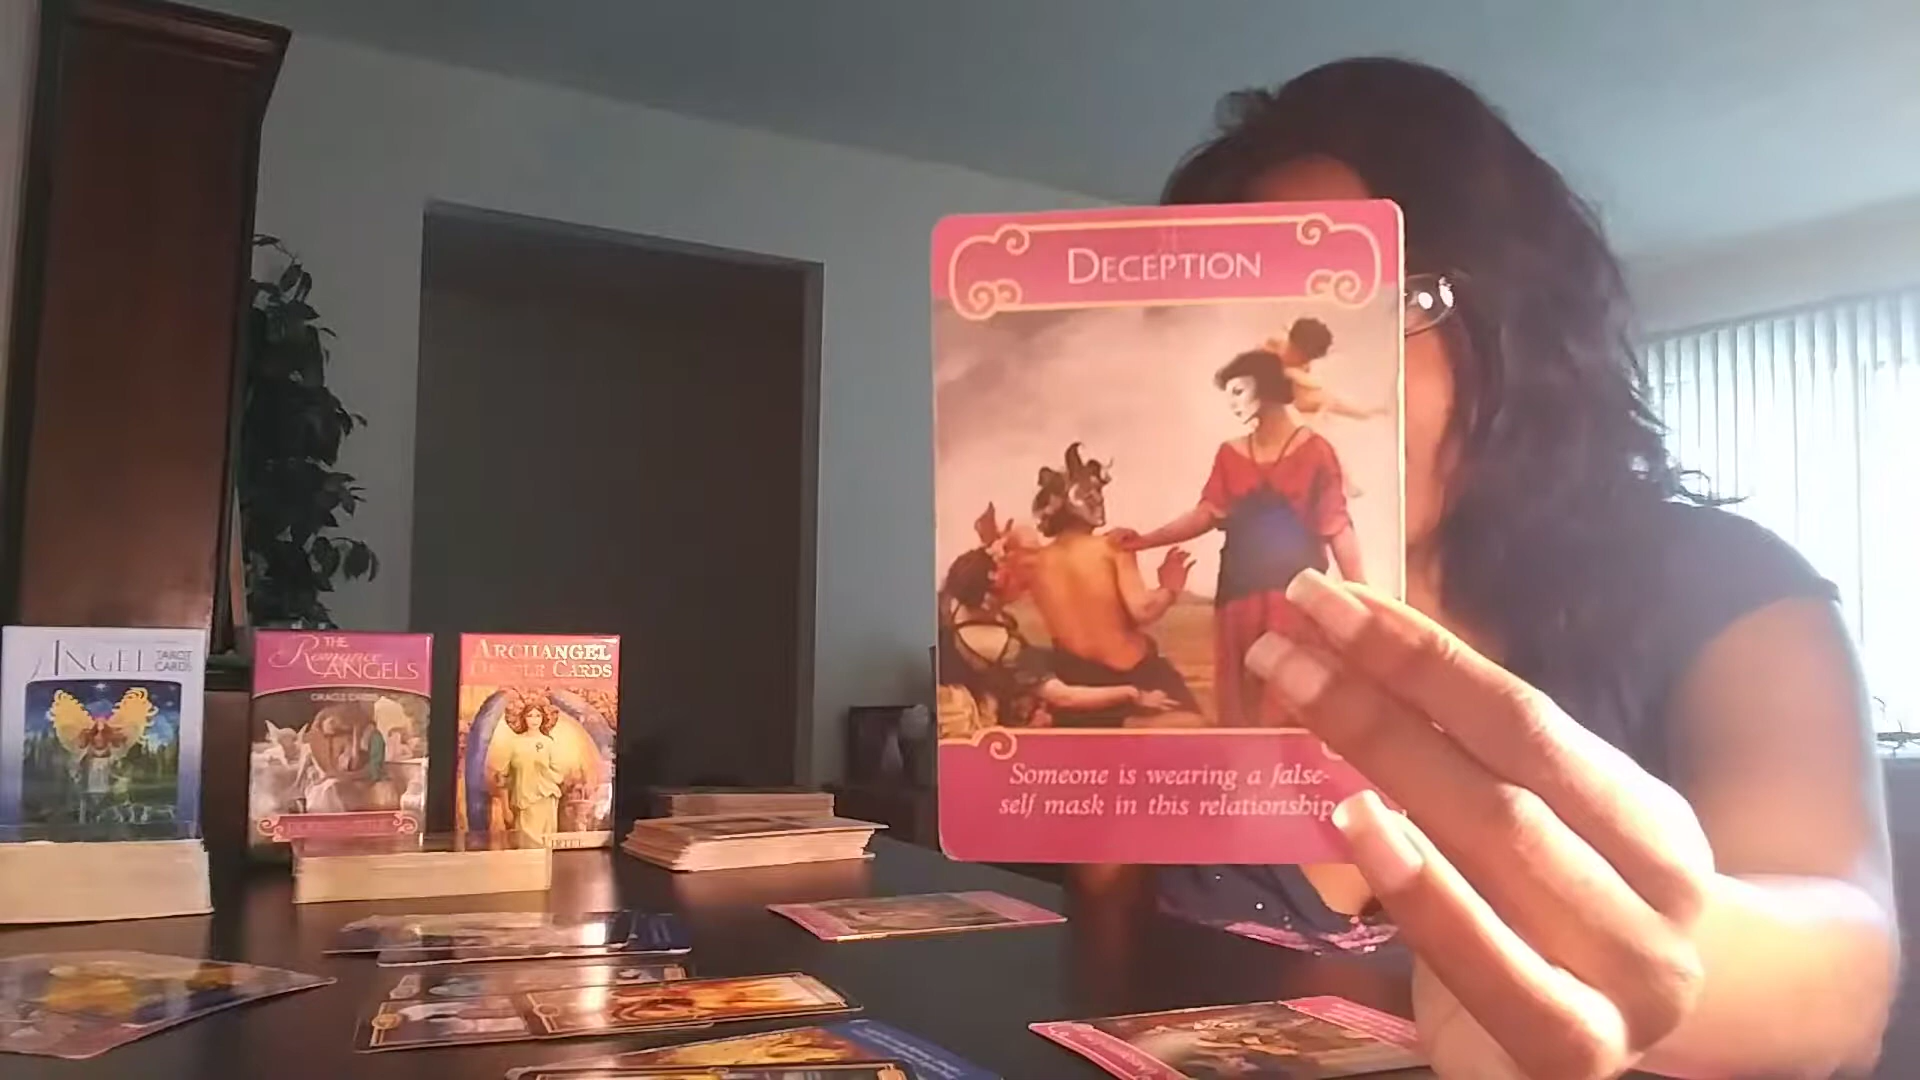 DECEPTION
Someone is wearing a false-
self mask in this relationship
ANGEL
TAROT
CARDS
THE
Romance
ANGELS
ORACLE CARDS
ARCHANGEL
ORACLE CARDS
VIRTUE